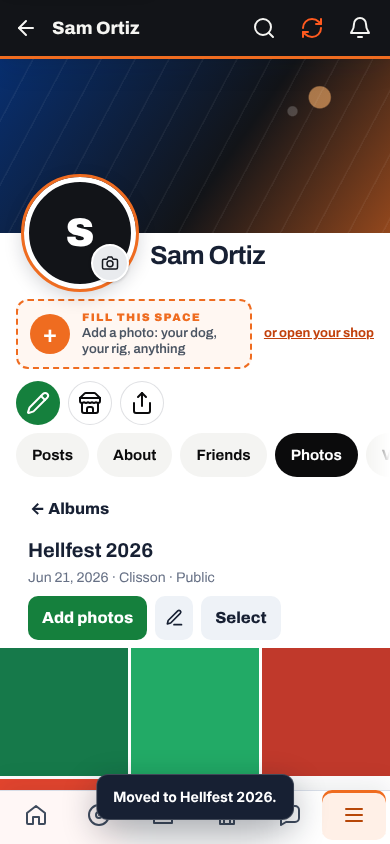 Sam Ortiz
S
Sam Ortiz
FILL THIS SPACE
Add a photo: your dog,
your rig, anything
or open your shop
Posts
About
Friends
Photos
Albums
Hellfest 2026
Jun 21, 2026 · Clisson · Public
Add photos
Select
Moved to Hellfest 2026.